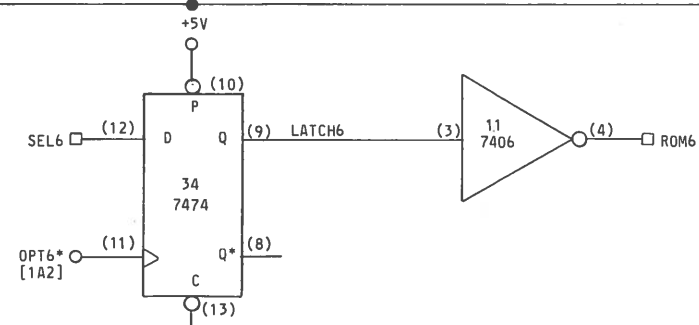 +5V
(10)
P
SEL6
(12)
D
Q
(9)
LATCH6
(3)
11
7406
(4)
ROM6
34
7474
OPT6*
[1A2]
(11)
Q*
(8)
C
(13)